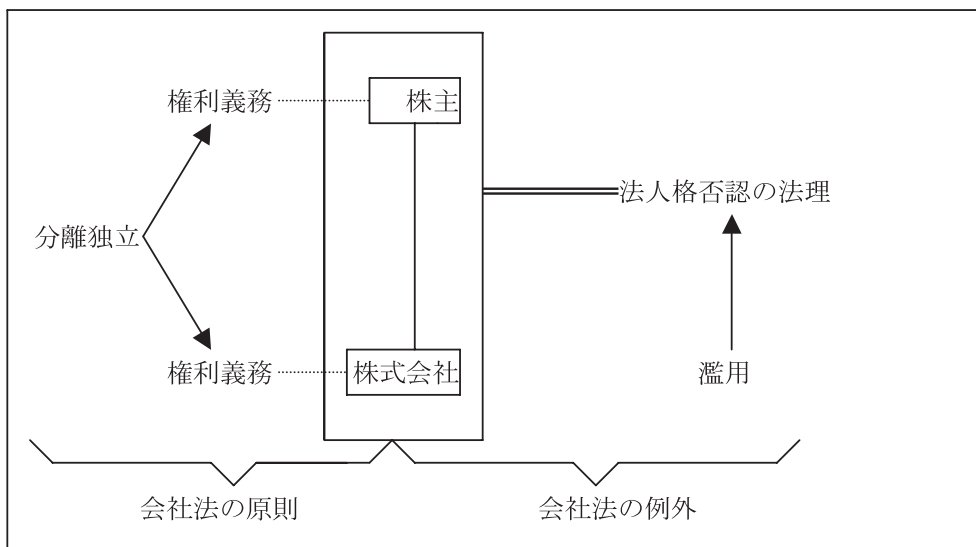 権利義務
株主
法人格否認の法理
分離独立
権利義務
株式会社
濫用
会社法の原則
会社法の例外